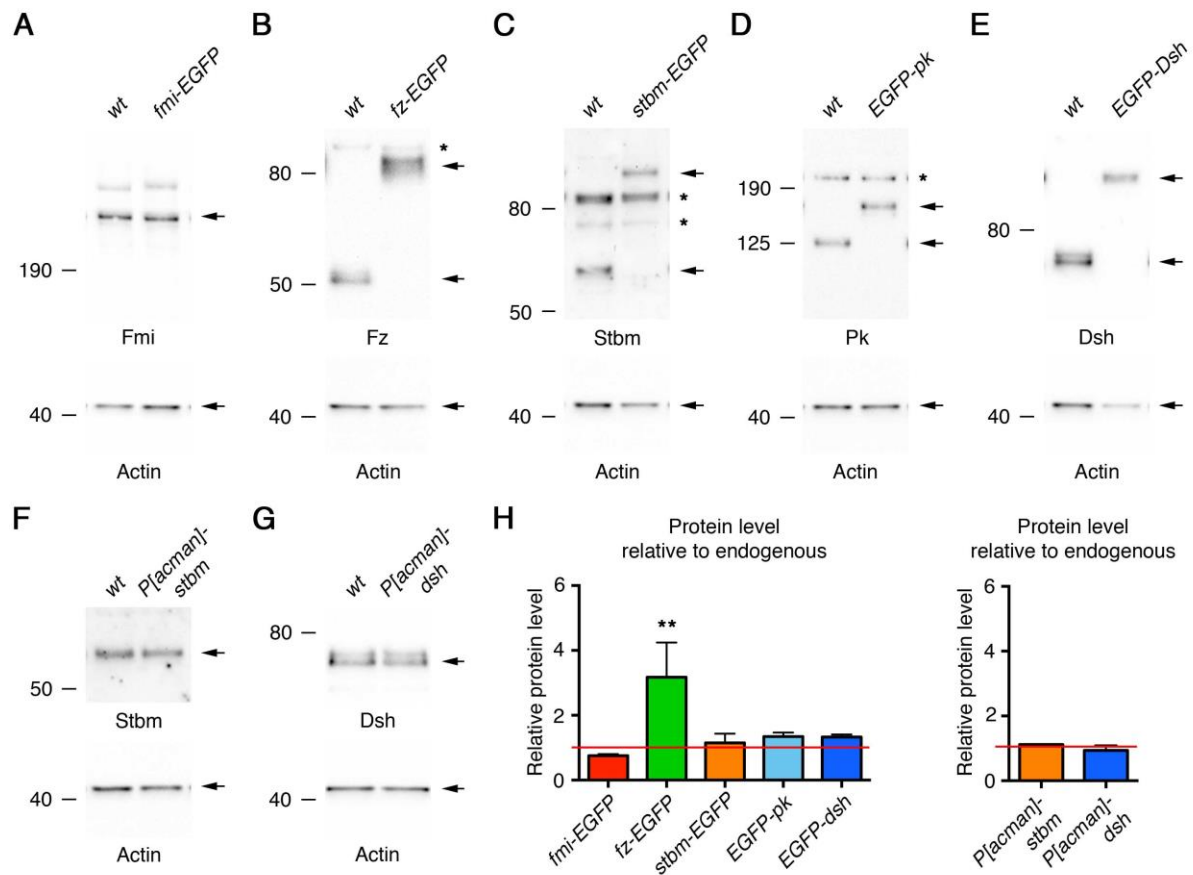 A
wt
fmi-EGFP
190
Fmi
40
Actin
B
wt
fz-EGFP
*
80
50
Fz
40
Actin
C
wt
stbm-EGFP
80
*
*
50
Stbm
40
Actin
D
wt
EGFP-pk
*
190
125
Pk
40
Actin
E
wt
EGFP-Dsh
80
Dsh
40
Actin
F
wt
P[acman]-
stbm
50
Stbm
40
Actin
G
wt
P[acman]-
dsh
80
Dsh
40
Actin
H
Protein level
relative to endogenous
Relative protein level
6
4
2
0
**
fmi-EGFP
fz-EGFP
stbm-EGFP
EGFP-pk
EGFP-dsh
Protein level
relative to endogenous
Relative protein level
6
4
2
0
P[acman]-
stbm
P[acman]-
dsh